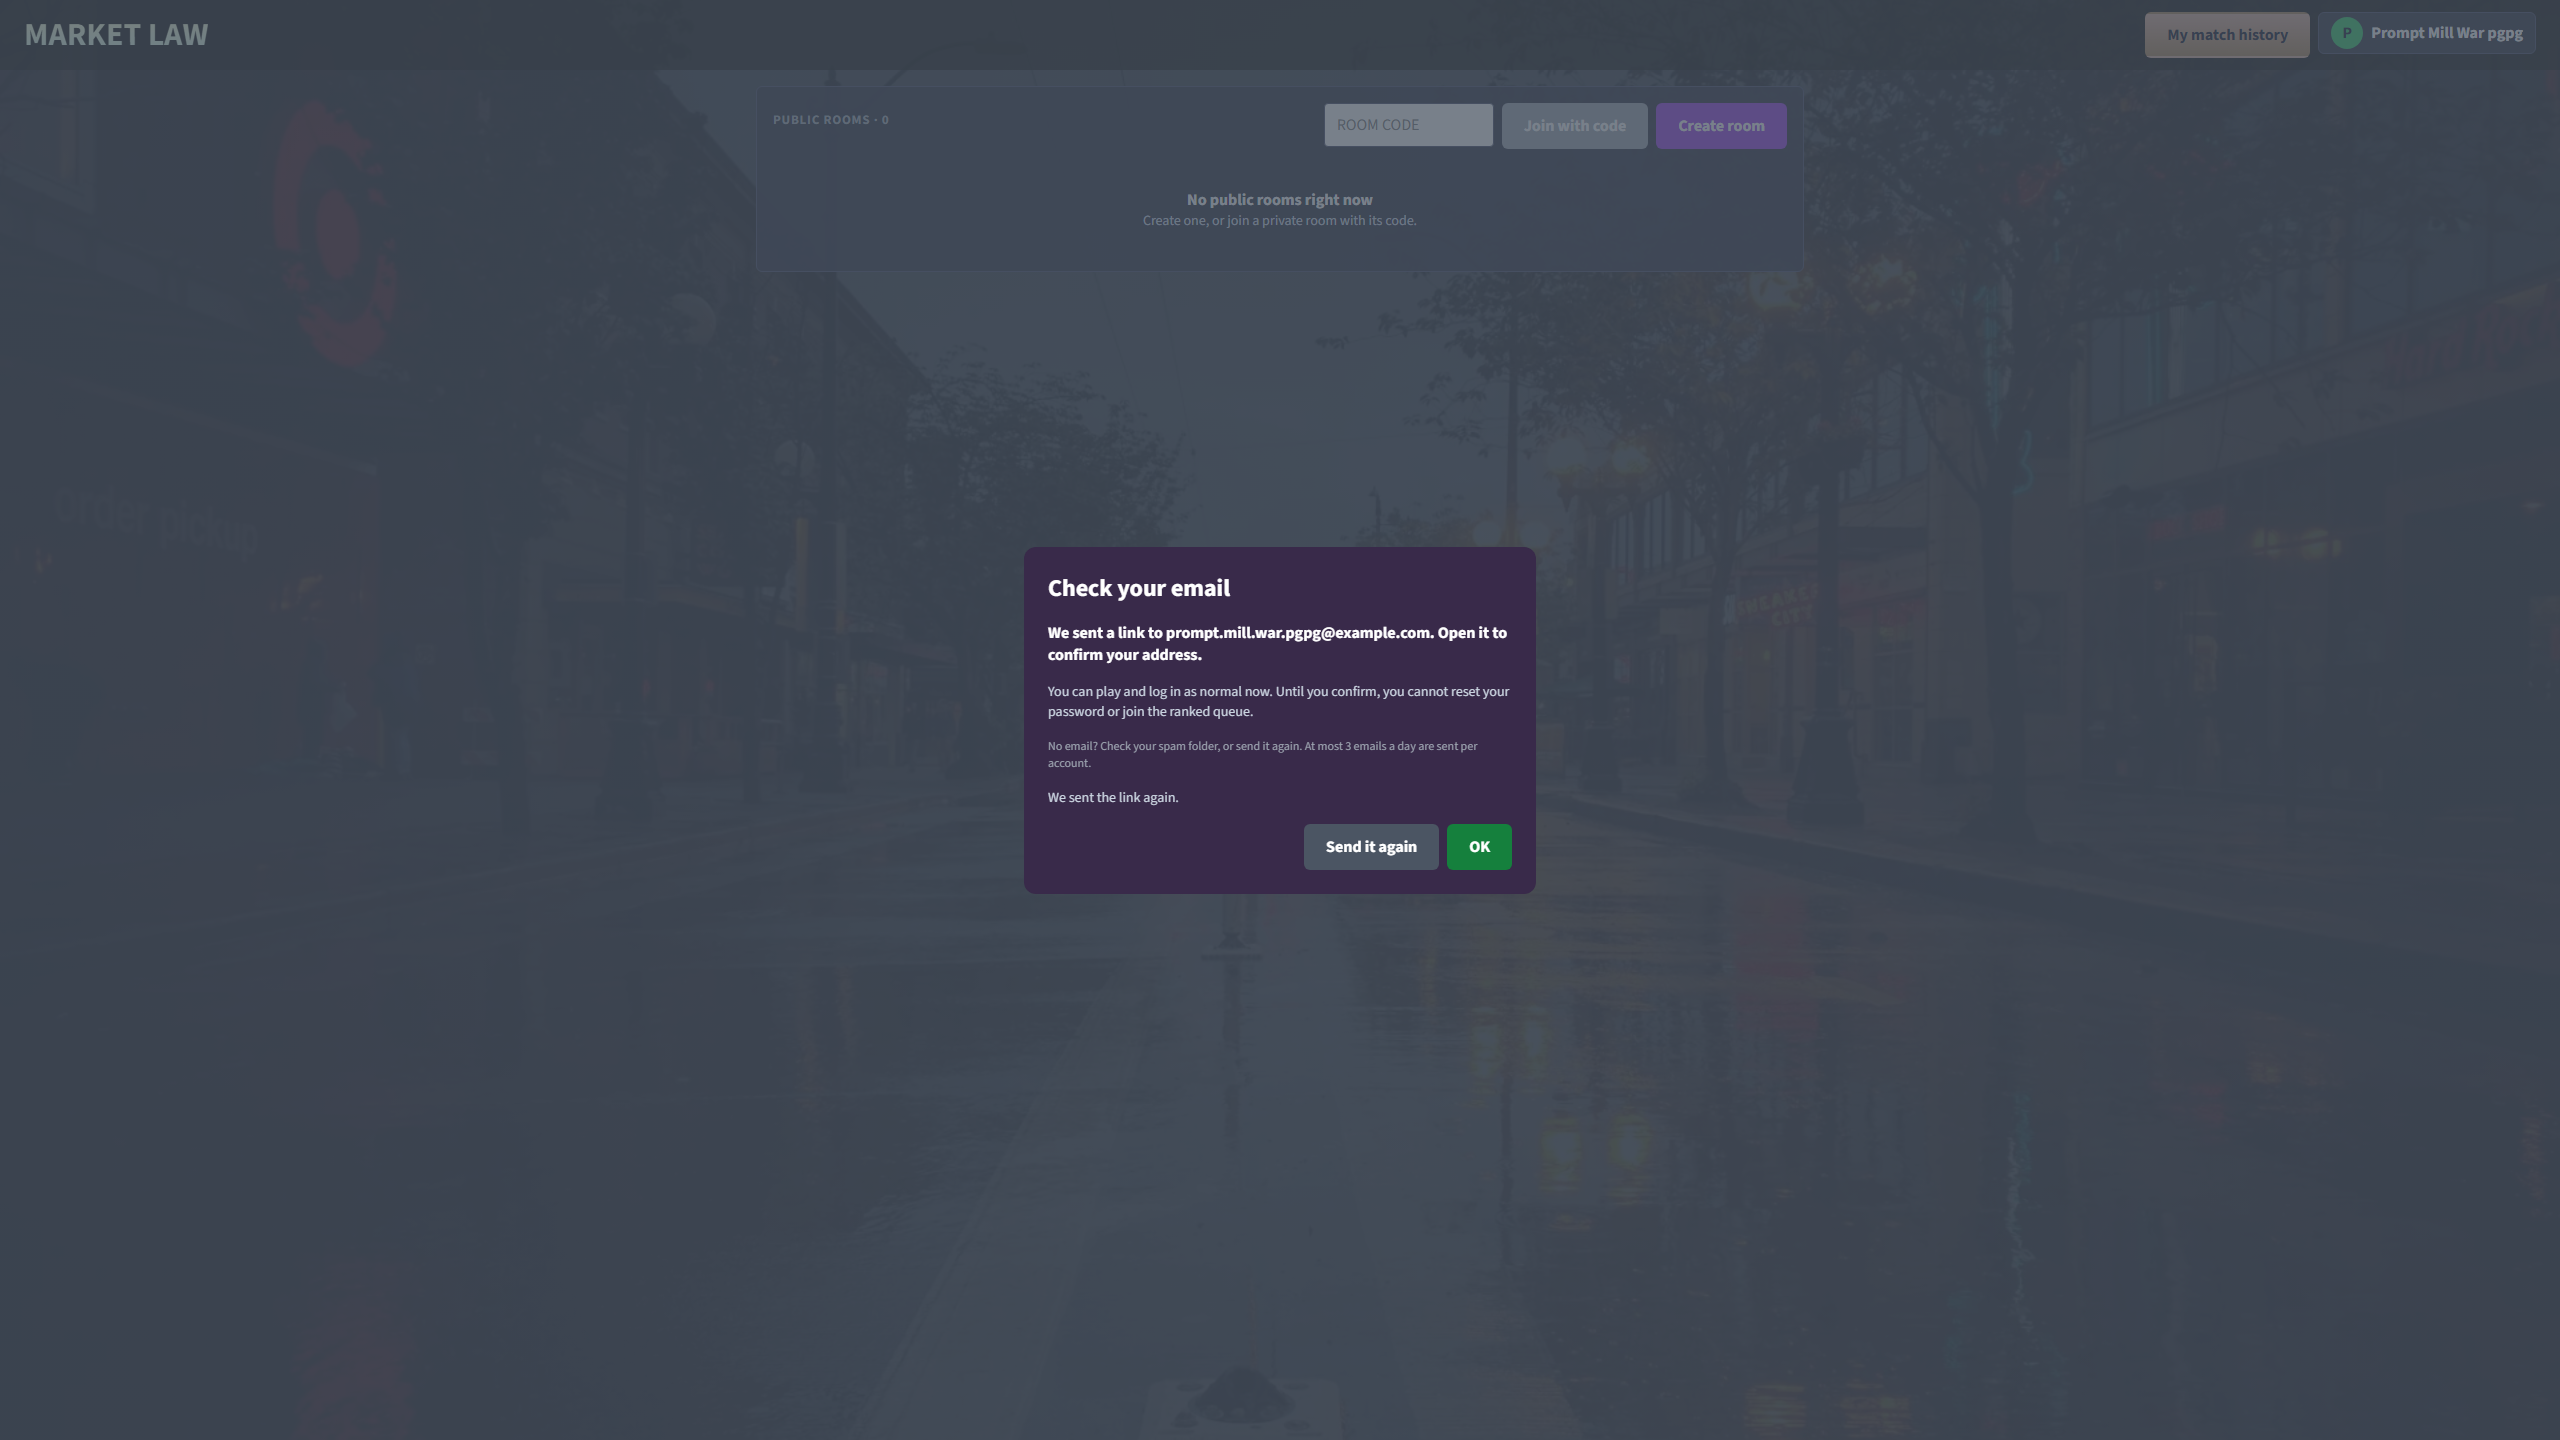 MARKET LAW
My match history
P
Prompt Mill War pgpg
PUBLIC ROOMS · 0
ROOM CODE
Join with code
Create room
No public rooms right now
Create one, or join a private room with its code.
order pickup
SNEAKER
CITY
Check your email
We sent a link to prompt.mill.war.pgpg@example.com. Open it to
confirm your address.
You can play and log in as normal now. Until you confirm, you cannot reset your
password or join the ranked queue.
No email? Check your spam folder, or send it again. At most 3 emails a day are sent per
account.
We sent the link again.
Send it again
OK